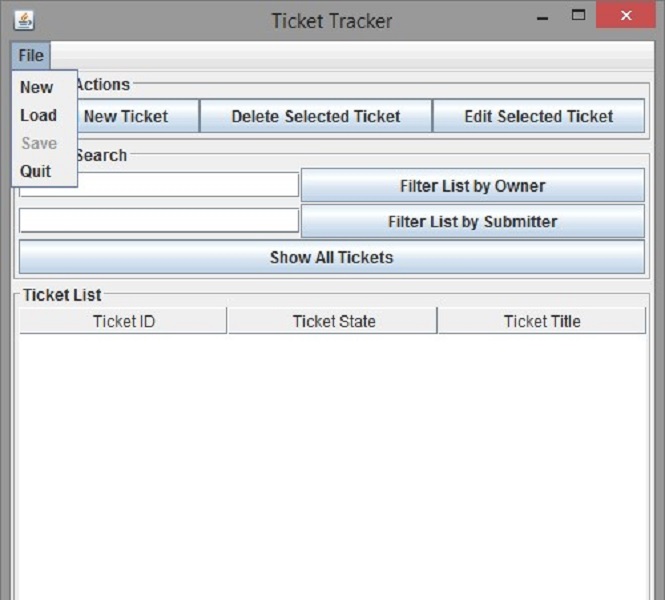 Ticket Tracker
File
New
Load
Save
Quit
Actions
New Ticket
Delete Selected Ticket
Edit Selected Ticket
Search
Filter List by Owner
Filter List by Submitter
Show All Tickets
Ticket List
Ticket ID
Ticket State
Ticket Title